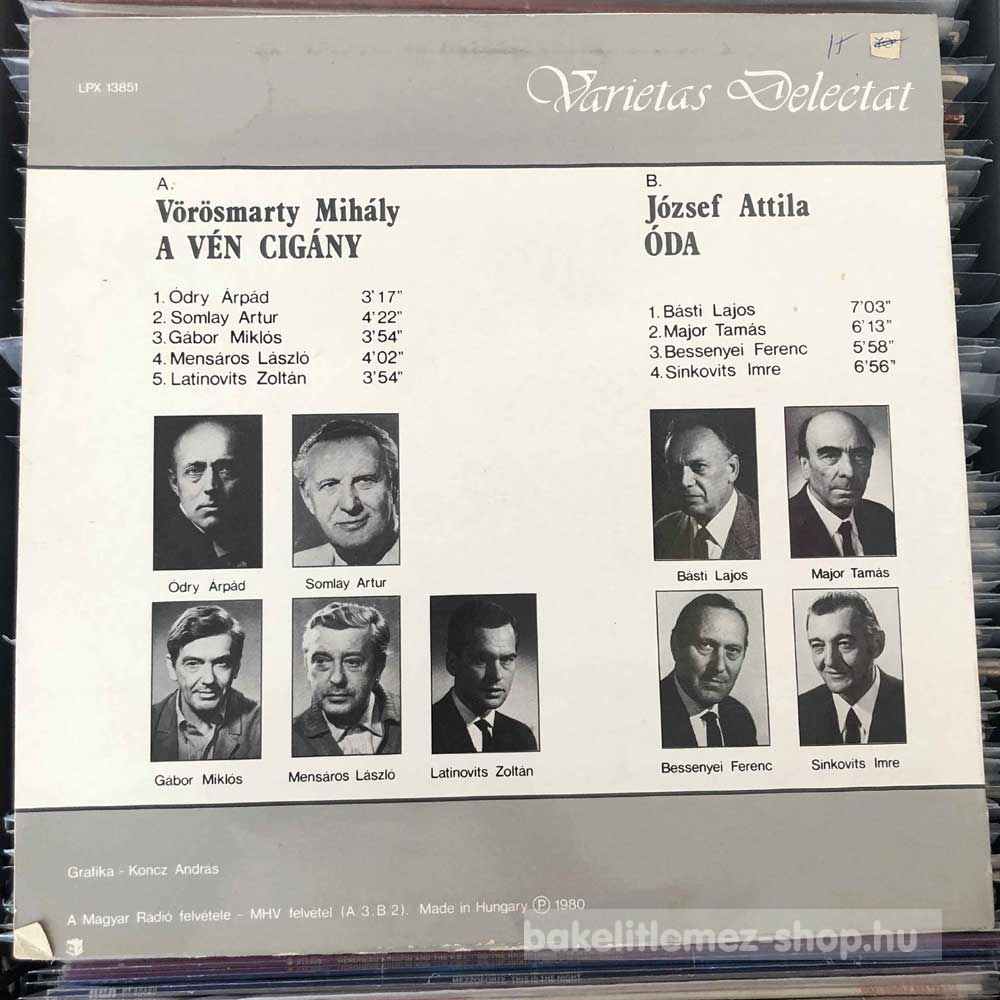 LPX 13851
Varietas Delectat
A.
Vörösmarty Mihály
A VÉN CIGÁNY
1. Ódry Árpád 3'17"
2. Somlay Artur 4'22"
3. Gábor Miklós 3'54"
4. Mensáros László 4'02"
5. Latinovits Zoltán 3'54"
B.
József Attila
ÓDA
1. Básti Lajos 7'03"
2. Major Tamás 6'13"
3. Bessenyei Ferenc 5'58"
4. Sinkovits Imre 6'56"
Ódry Árpád
Somlay Artur
Gábor Miklós
Mensáros László
Latinovits Zoltán
Básti Lajos
Major Tamás
Bessenyei Ferenc
Sinkovits Imre
Grafika - Koncz András
A Magyar Rádió felvétele - MHV felvétel (A 3. B 2). Made in Hungary Ⓟ 1980
bakelitlemez-shop.hu